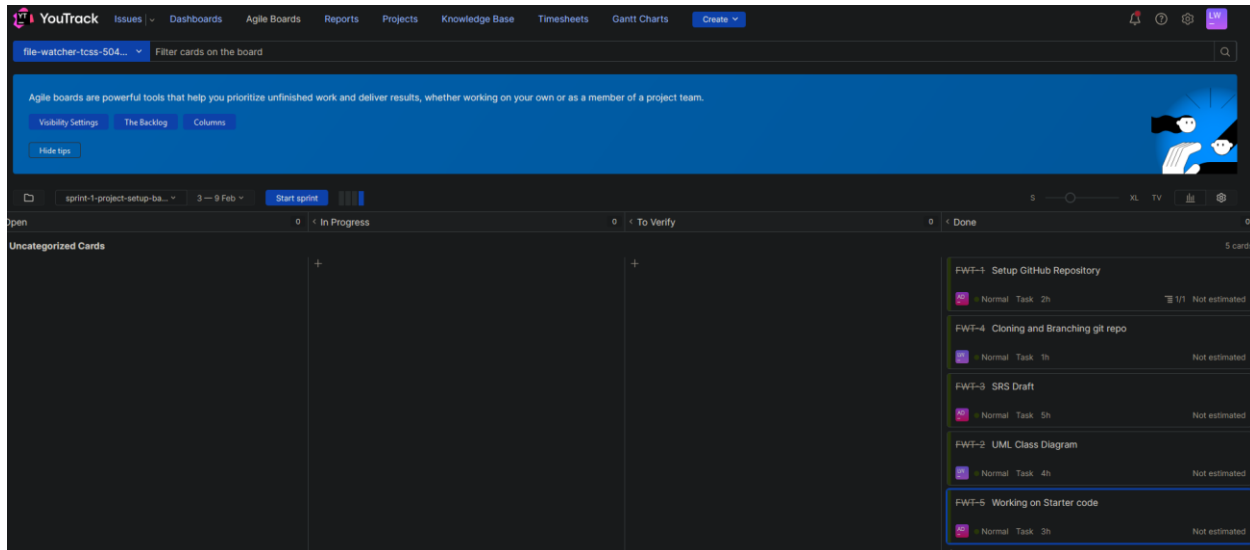 YouTrack Issues Dashboards Agile Boards Reports Projects Knowledge Base Timesheets Gantt Charts Create LW
file-watcher-tcss-504... Filter cards on the board
Agile boards are powerful tools that help you prioritize unfinished work and deliver results, whether working on your own or as a member of a project team.
Visibility Settings The Backlog Columns
Hide tips
sprint-1-project-setup-ba... 3 — 9 Feb Start sprint S XL TV
Open 0 In Progress 0 To Verify 0 Done
Uncategorized Cards 5 card
FWT-1 Setup GitHub Repository
AD Normal Task 2h 1/1 Not estimated
FWT-4 Cloning and Branching git repo
Normal Task 1h Not estimated
FWT-3 SRS Draft
AD Normal Task 5h Not estimated
FWT-2 UML Class Diagram
Normal Task 4h Not estimated
FWT-5 Working on Starter code
AD Normal Task 3h Not estimated